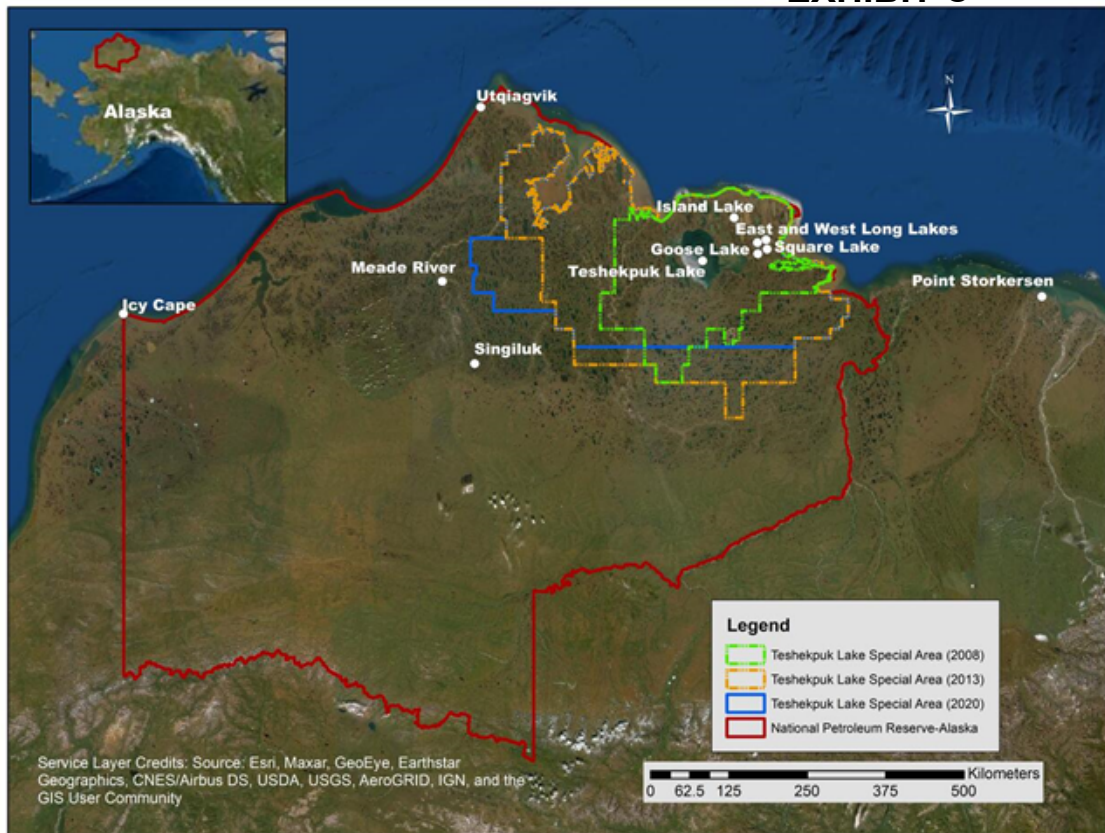 EXHIBIT
Alaska
N
Utqiagvik
Island Lake
East and West Long Lakes
Goose Lake
Square Lake
Meade River
Teshekpuk Lake
Point Storkersen
Icy Cape
Singiluk
Legend
Teshekpuk Lake Special Area (2008)
Teshekpuk Lake Special Area (2013)
Teshekpuk Lake Special Area (2020)
National Petroleum Reserve-Alaska
Service Layer Credits: Source: Esri, Maxar, GeoEye, Earthstar
Geographics, CNES/Airbus DS, USDA, USGS, AeroGRID, IGN, and the
GIS User Community
Kilometers
0 62.5 125 250 375 500